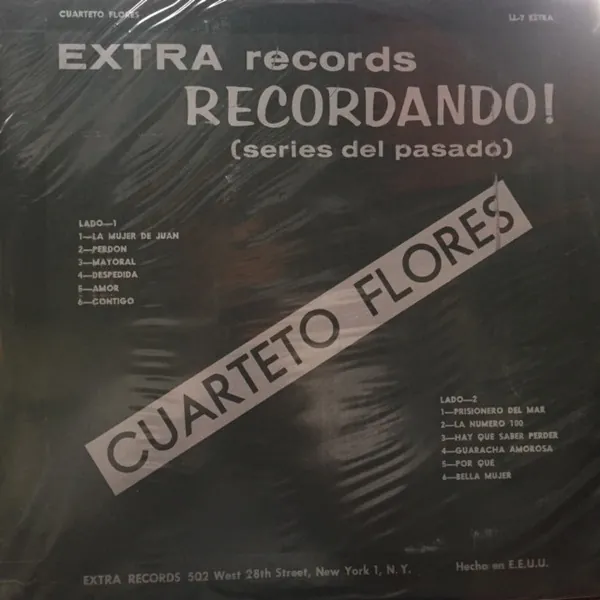 CUARTETO FLORES
LL-7 EXTRA
EXTRA records
RECORDANDO!
(series del pasado)
LADO—1
1—LA MUJER DE JUAN
2—PERDON
3—MAYORAL
4—DESPEDIDA
5—AMOR
6—CONTIGO
CUARTETO FLORES
LADO—2
1—PRISIONERO DEL MAR
2—LA NUMERO 100
3—HAY QUE SABER PERDER
4—GUARACHA AMOROSA
5—POR QUE
6—BELLA MUJER
EXTRA RECORDS 502 West 28th Street, New York 1, N. Y.
Hecho en E.E.U.U.